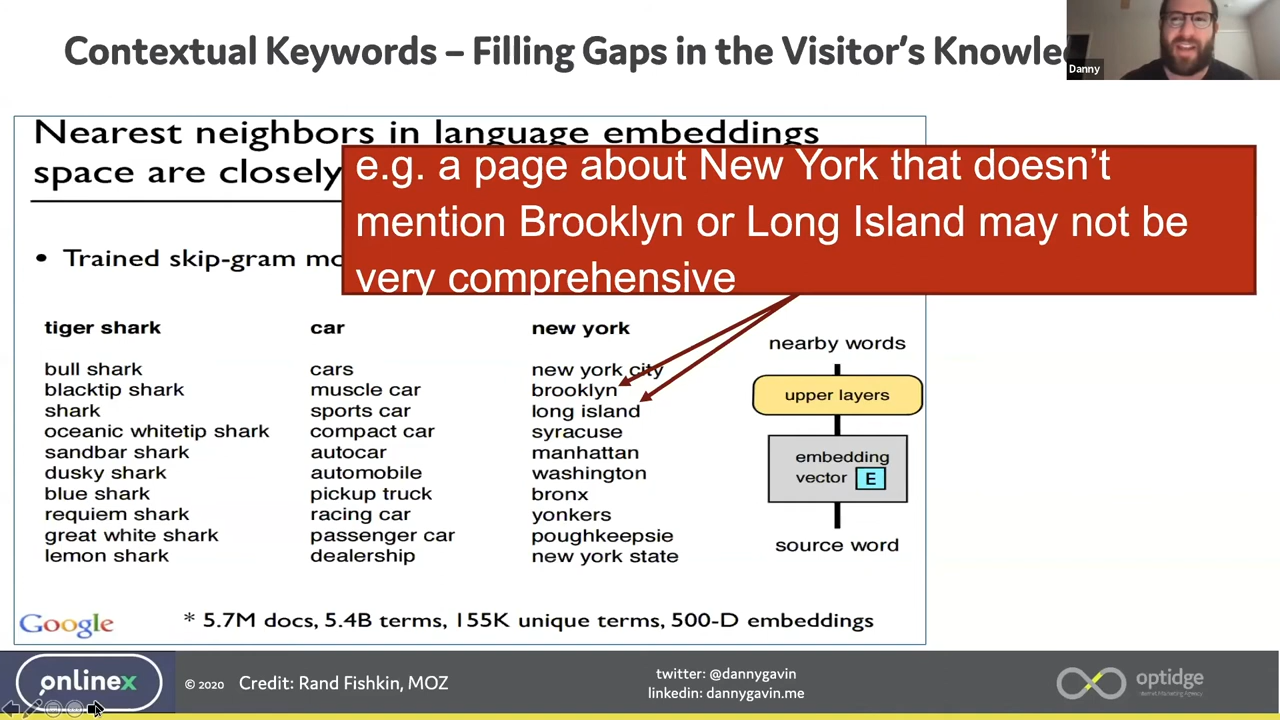 Contextual Keywords – Filling Gaps in the Visitor's Knowle
Danny
Nearest neighbors in language embeddings
space are closely
e.g. a page about New York that doesn't
mention Brooklyn or Long Island may not be
very comprehensive
• Trained skip-gram mo
tiger shark
bull shark
blacktip shark
shark
oceanic whitetip shark
sandbar shark
dusky shark
blue shark
requiem shark
great white shark
lemon shark
car
cars
muscle car
sports car
compact car
autocar
automobile
pickup truck
racing car
passenger car
dealership
new york
new york city
brooklyn
long island
syracuse
manhattan
washington
bronx
yonkers
poughkeepsie
new york state
nearby words
upper layers
embedding
vector E
source word
Google
* 5.7M docs, 5.4B terms, 155K unique terms, 500-D embeddings
onlinex
© 2020
Credit: Rand Fishkin, MOZ
twitter: @dannygavin
linkedin: dannygavin.me
optidge
Internet Marketing Agency